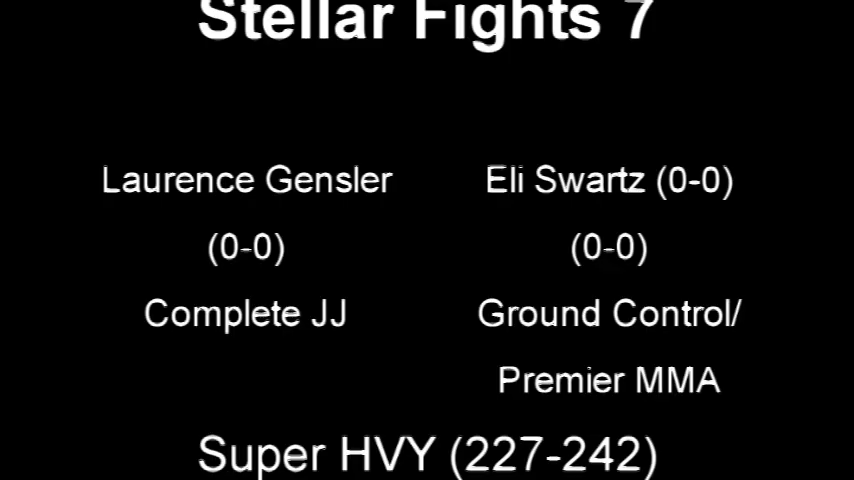 Stellar Fights 7
Laurence Gensler
(0-0)
Complete JJ
Eli Swartz (0-0)
(0-0)
Ground Control/
Premier MMA
Super HVY (227-242)